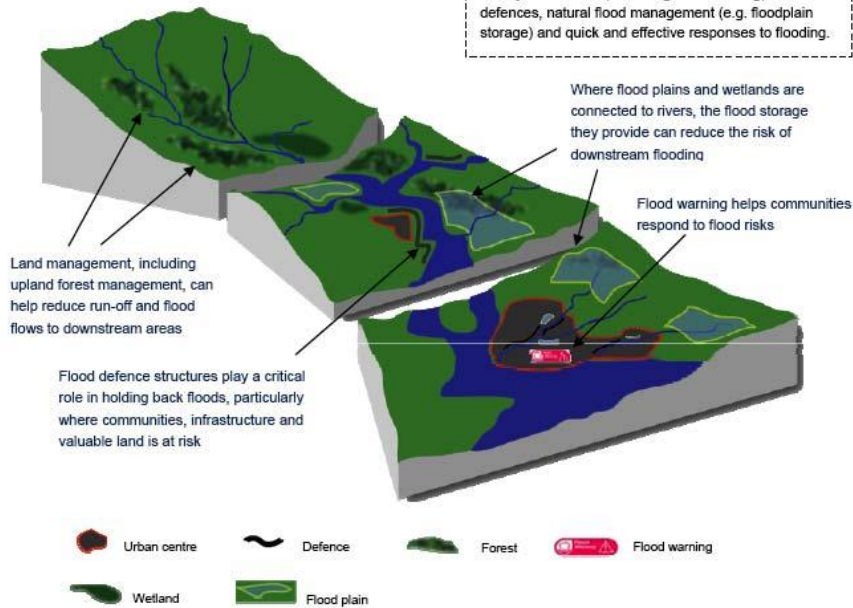 defences, natural flood management (e.g. floodplain
storage) and quick and effective responses to flooding.
Where flood plains and wetlands are
connected to rivers, the flood storage
they provide can reduce the risk of
downstream flooding
Flood warning helps communities
respond to flood risks
Land management, including
upland forest management, can
help reduce run-off and flood
flows to downstream areas
Flood defence structures play a critical
role in holding back floods, particularly
where communities, infrastructure and
valuable land is at risk
Urban centre
Defence
Forest
Flood warning
Wetland
Flood plain